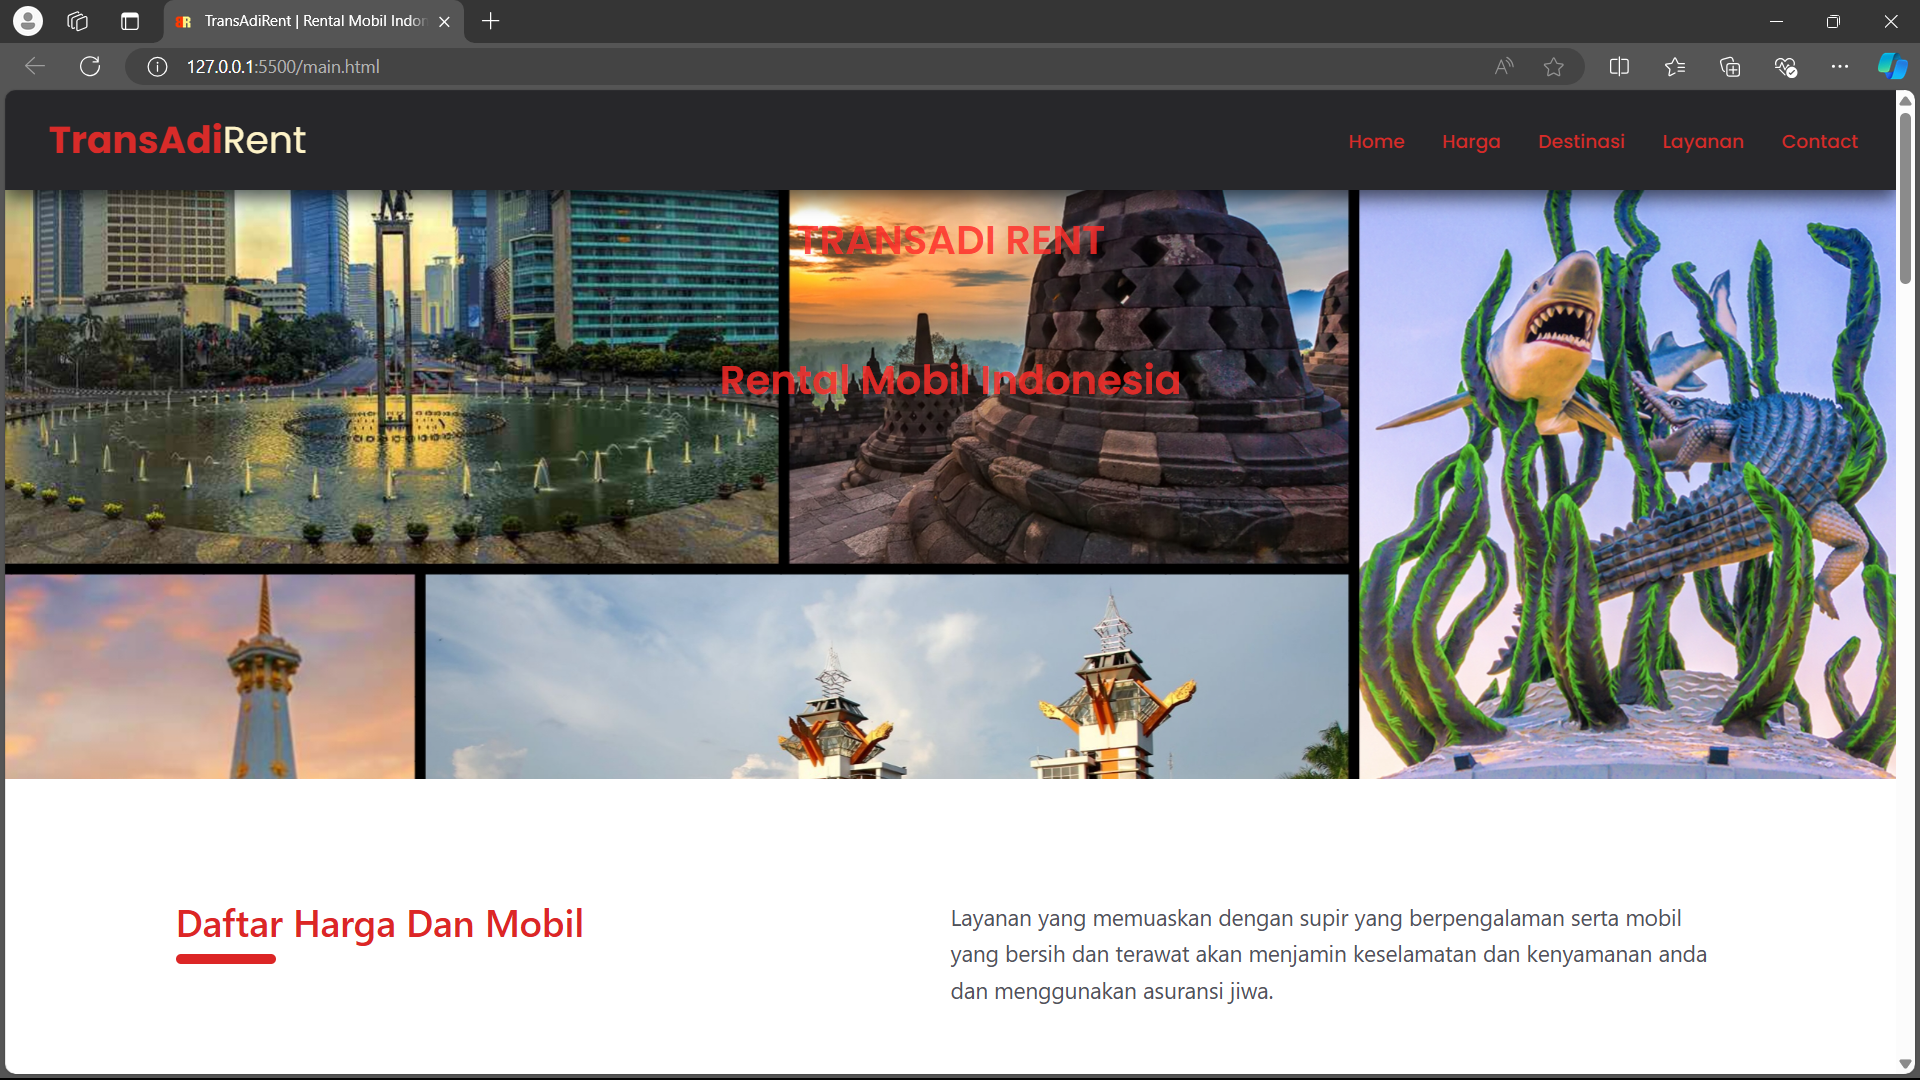 TransAdiRent | Rental Mobil Indon
127.0.0.1:5500/main.html
TransAdiRent
Home Harga Destinasi Layanan Contact
TRANSADI RENT
Rental Mobil Indonesia
Daftar Harga Dan Mobil
Layanan yang memuaskan dengan supir yang berpengalaman serta mobil
yang bersih dan terawat akan menjamin keselamatan dan kenyamanan anda
dan menggunakan asuransi jiwa.